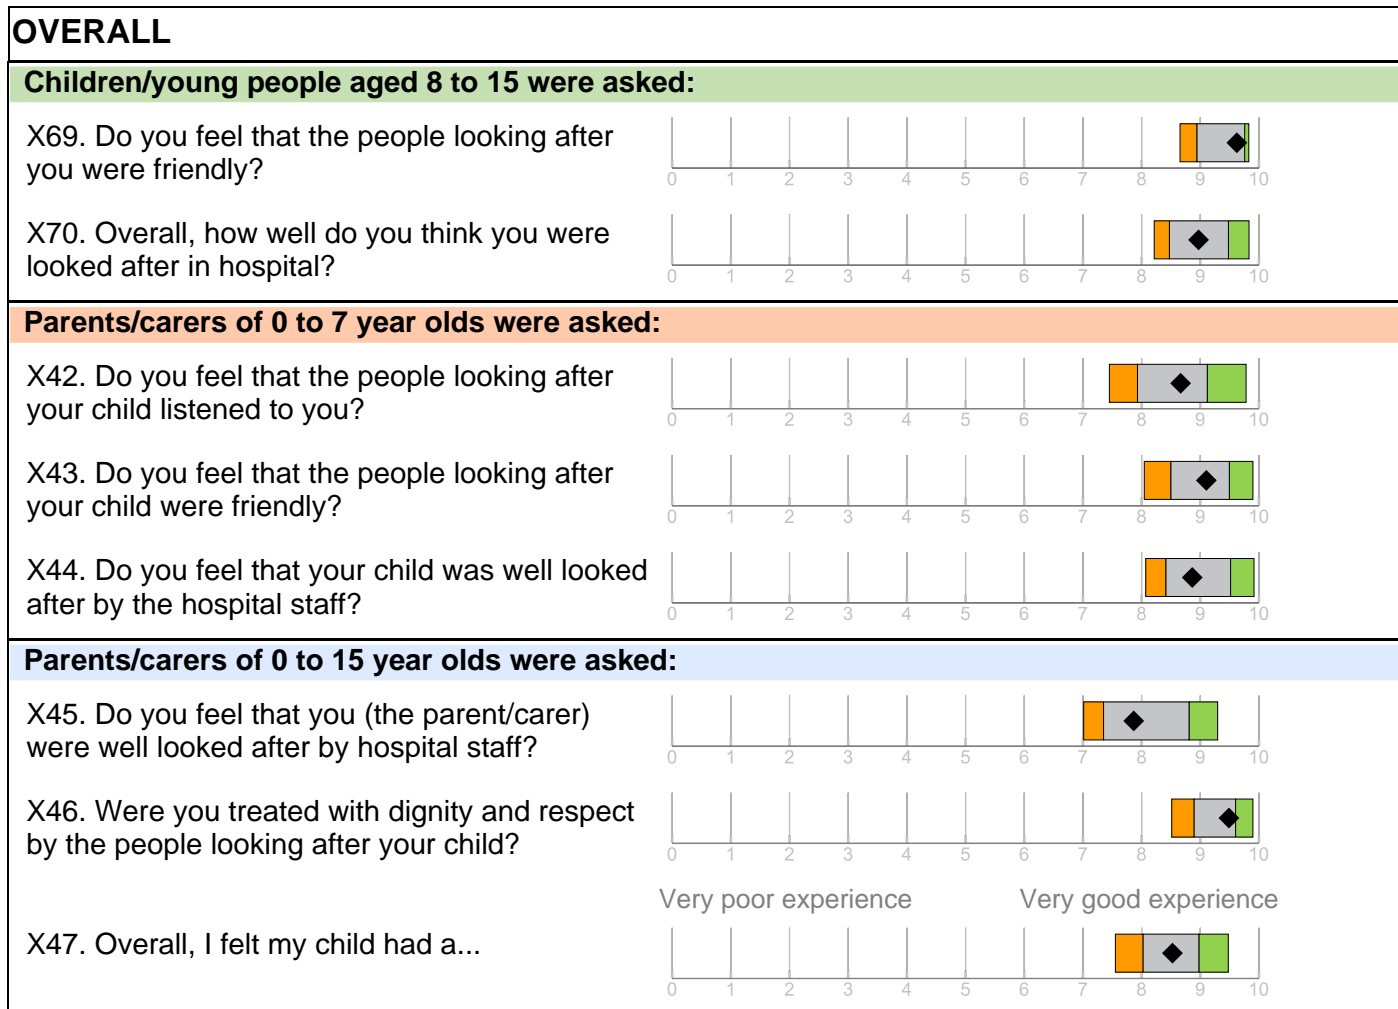 OVERALL
Children/young people aged 8 to 15 were asked:
X69. Do you feel that the people looking after
you were friendly?
0 1 2 3 4 5 6 7 8 9 10
X70. Overall, how well do you think you were
looked after in hospital?
0 1 2 3 4 5 6 7 8 9 10
Parents/carers of 0 to 7 year olds were asked:
X42. Do you feel that the people looking after
your child listened to you?
0 1 2 3 4 5 6 7 8 9 10
X43. Do you feel that the people looking after
your child were friendly?
0 1 2 3 4 5 6 7 8 9 10
X44. Do you feel that your child was well looked
after by the hospital staff?
0 1 2 3 4 5 6 7 8 9 10
Parents/carers of 0 to 15 year olds were asked:
X45. Do you feel that you (the parent/carer)
were well looked after by hospital staff?
0 1 2 3 4 5 6 7 8 9 10
X46. Were you treated with dignity and respect
by the people looking after your child?
0 1 2 3 4 5 6 7 8 9 10
Very poor experience Very good experience
X47. Overall, I felt my child had a...
0 1 2 3 4 5 6 7 8 9 10